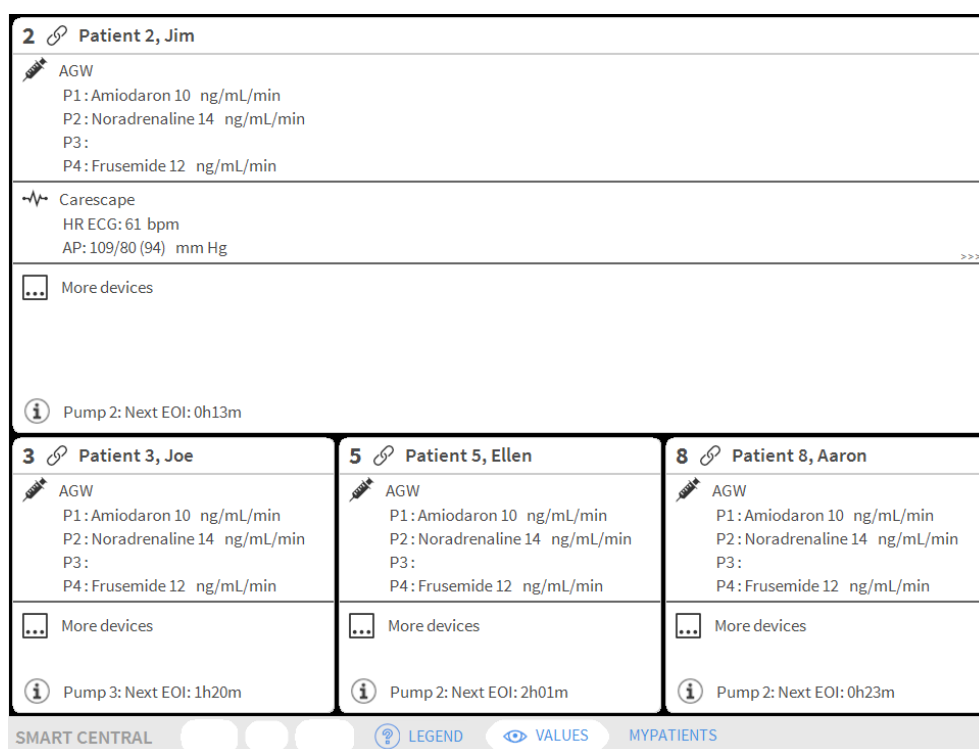 2 Patient 2, Jim
AGW
P1: Amiodaron 10 ng/mL/min
P2: Noradrenaline 14 ng/mL/min
P3:
P4: Frusemide 12 ng/mL/min
Carescape
HR ECG: 61 bpm
AP: 109/80 (94) mm Hg
>>>
More devices
Pump 2: Next EOI: 0h13m
3 Patient 3, Joe
AGW
P1: Amiodaron 10 ng/mL/min
P2: Noradrenaline 14 ng/mL/min
P3:
P4: Frusemide 12 ng/mL/min
More devices
Pump 3: Next EOI: 1h20m
5 Patient 5, Ellen
AGW
P1: Amiodaron 10 ng/mL/min
P2: Noradrenaline 14 ng/mL/min
P3:
P4: Frusemide 12 ng/mL/min
More devices
Pump 2: Next EOI: 2h01m
8 Patient 8, Aaron
AGW
P1: Amiodaron 10 ng/mL/min
P2: Noradrenaline 14 ng/mL/min
P3:
P4: Frusemide 12 ng/mL/min
More devices
Pump 2: Next EOI: 0h23m
SMART CENTRAL LEGEND VALUES MYPATIENTS